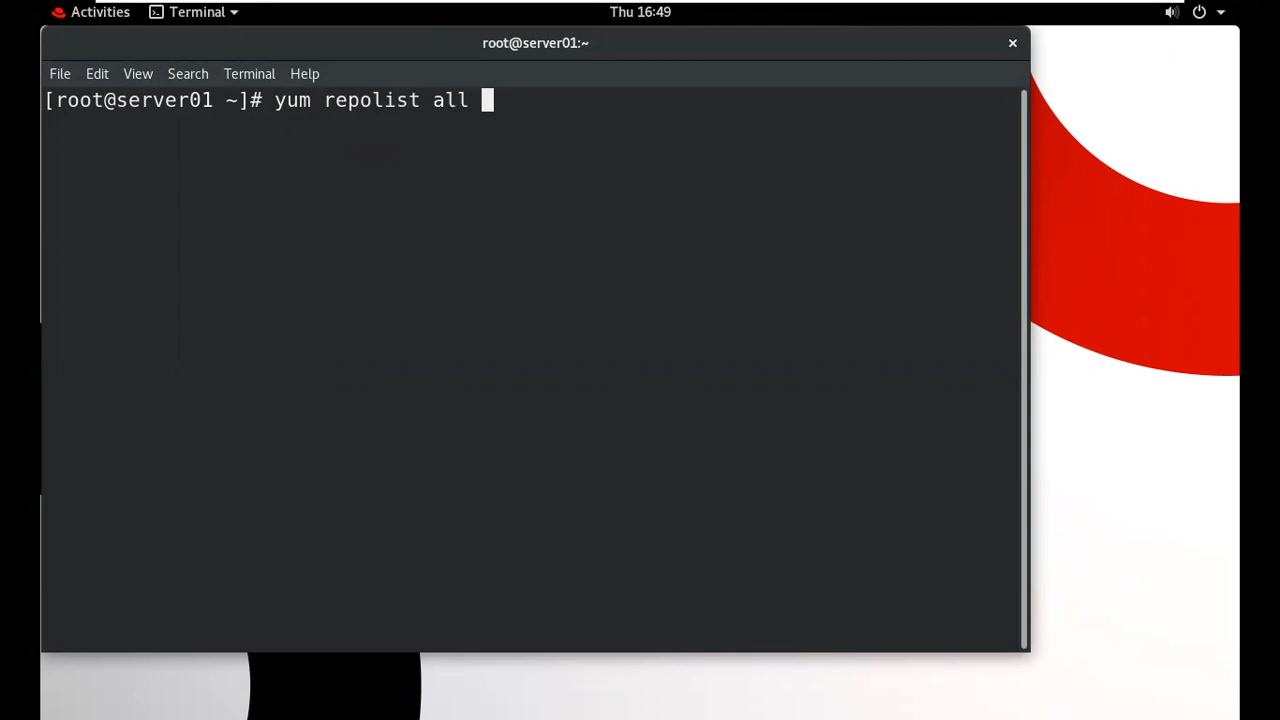 Activities Terminal Thu 16:49
root@server01:~ ×
File Edit View Search Terminal Help
[root@server01 ~]# yum repolist all